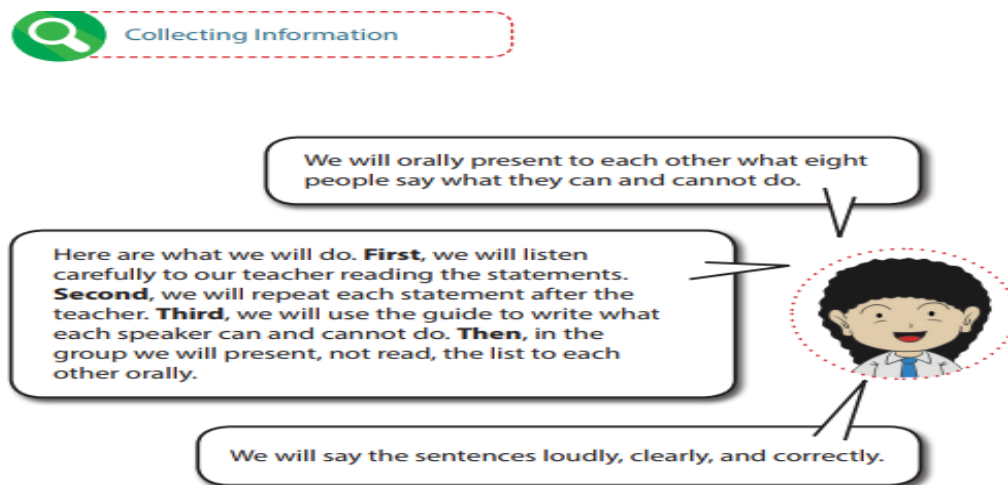 Collecting Information
We will orally present to each other what eight
people say what they can and cannot do.
Here are what we will do. First, we will listen
carefully to our teacher reading the statements.
Second, we will repeat each statement after the
teacher. Third, we will use the guide to write what
each speaker can and cannot do. Then, in the
group we will present, not read, the list to each
other orally.
We will say the sentences loudly, clearly, and correctly.